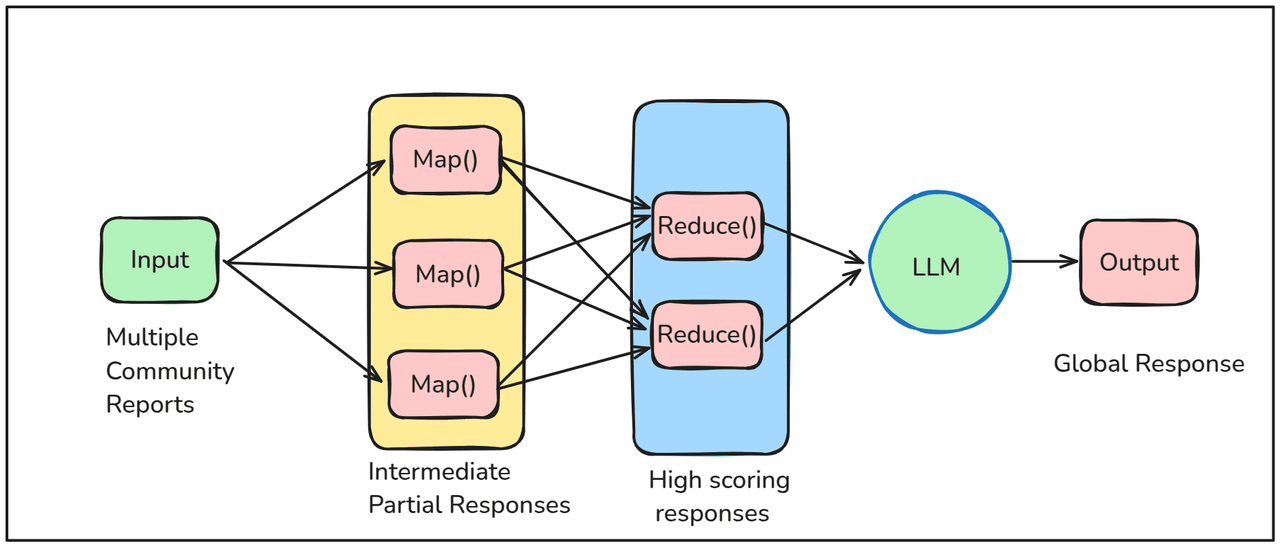 Input
Multiple
Community
Reports
Map()
Map()
Map()
Intermediate
Partial Responses
Reduce()
Reduce()
High scoring
responses
LLM
Output
Global Response